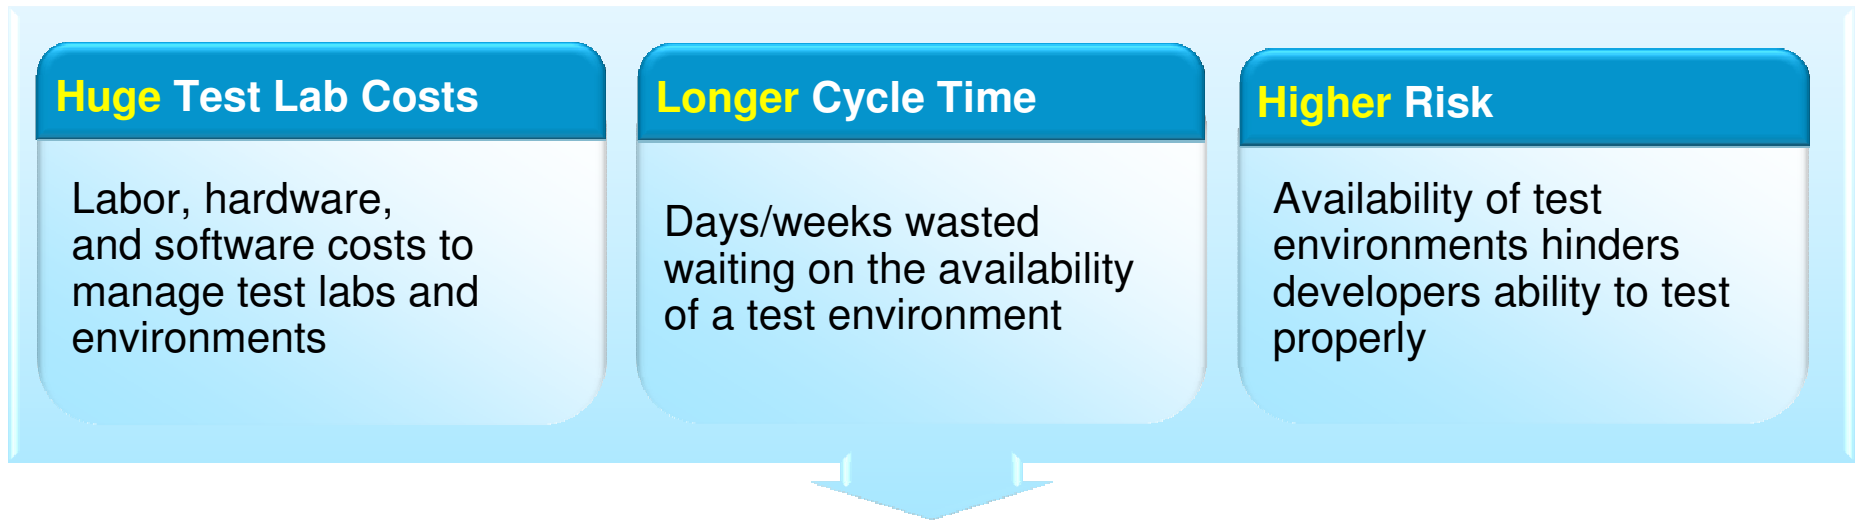 Huge Test Lab Costs
Labor, hardware,
and software costs to
manage test labs and
environments
Longer Cycle Time
Days/weeks wasted
waiting on the availability
of a test environment
Higher Risk
Availability of test
environments hinders
developers ability to test
properly